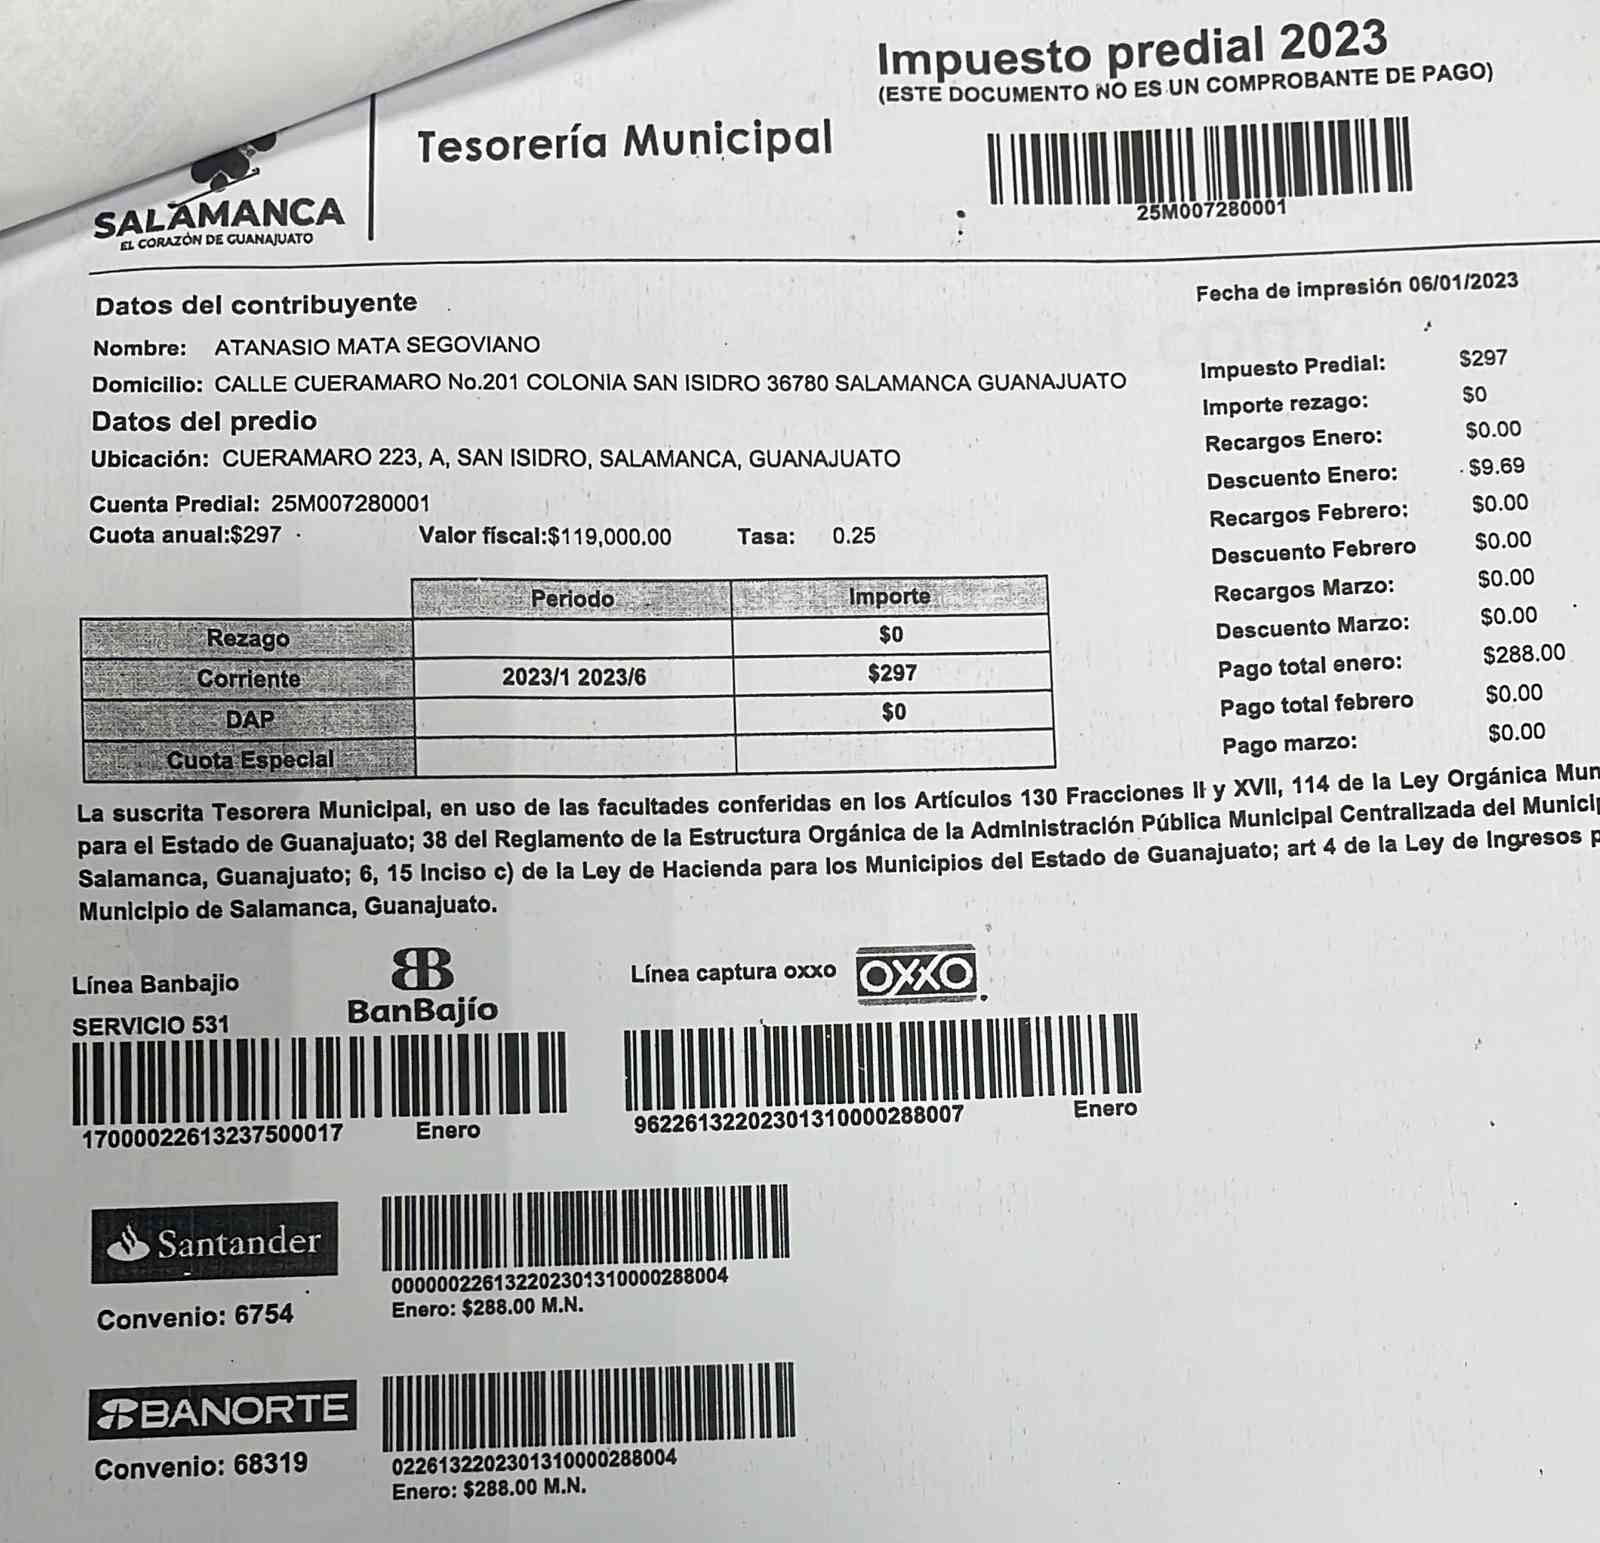 Impuesto predial 2023
(ESTE DOCUMENTO NO ES UN COMPROBANTE DE PAGO)
Tesorería Municipal
25M007280001
SALAMANCA
EL CORAZÓN DE GUANAJUATO
Fecha de impresión 06/01/2023
Datos del contribuyente
Nombre: ATANASIO MATA SEGOVIANO
Domicilio: CALLE CUERAMARO No.201 COLONIA SAN ISIDRO 36780 SALAMANCA GUANAJUATO
Datos del predio
Ubicación: CUERAMARO 223, A, SAN ISIDRO, SALAMANCA, GUANAJUATO
Cuenta Predial: 25M007280001
Cuota anual:$297 Valor físcal:$119,000.00 Tasa: 0.25
Impuesto Predial: $297
Importe rezago: $0
Recargos Enero: $0.00
Descuento Enero: $9.69
Recargos Febrero: $0.00
Descuento Febrero $0.00
Recargos Marzo: $0.00
Descuento Marzo: $0.00
Pago total enero: $288.00
Pago total febrero $0.00
Pago marzo: $0.00
Periodo Importe
Rezago $0
Corriente 2023/1 2023/6 $297
DAP $0
Cuota Especial
La suscrita Tesorera Municipal, en uso de las facultades conferidas en los Artículos 130 Fracciones II y XVII, 114 de la Ley Orgánica Mun
para el Estado de Guanajuato; 38 del Reglamento de la Estructura Orgánica de la Administración Pública Municipal Centralizada del Municip
Salamanca, Guanajuato; 6, 15 Inciso c) de la Ley de Hacienda para los Municipios del Estado de Guanajuato; art 4 de la Ley de Ingresos p
Municipio de Salamanca, Guanajuato.
Línea Banbajio
BanBajío
SERVICIO 531
17000022613237500017 Enero
Línea captura oxxo OXXO
96226132202301310000288007 Enero
Santander
Convenio: 6754
000000226132202301310000288004
Enero: $288.00 M.N.
BANORTE
Convenio: 68319
0226132202301310000288004
Enero: $288.00 M.N.